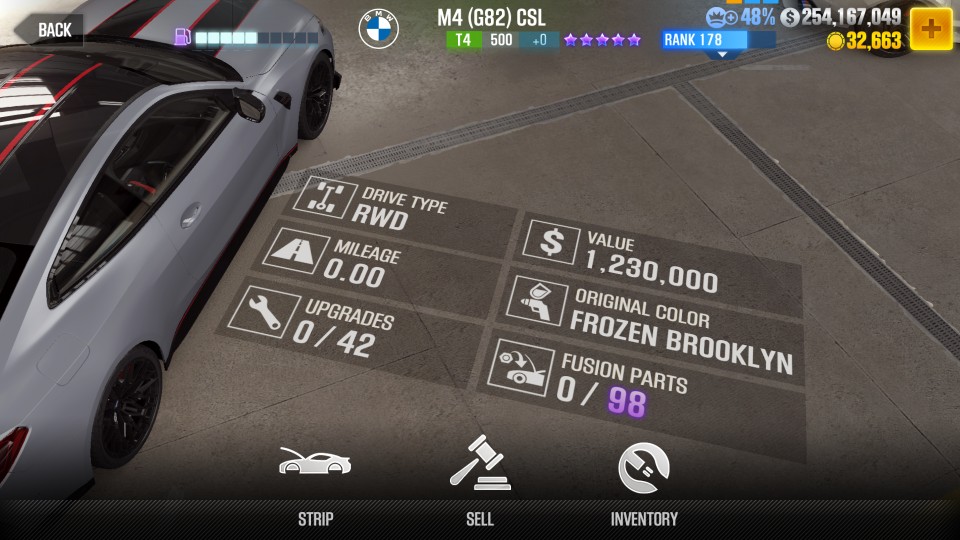 BACK
BMW
M4 (G82) CSL
T4 500 +0
RANK 178
48% $ 254,167,049
32,663
DRIVE TYPE
RWD
MILEAGE
0.00
UPGRADES
0 / 42
$ VALUE
1,230,000
ORIGINAL COLOR
FROZEN BROOKLYN
FUSION PARTS
0 / 98
STRIP
SELL
INVENTORY